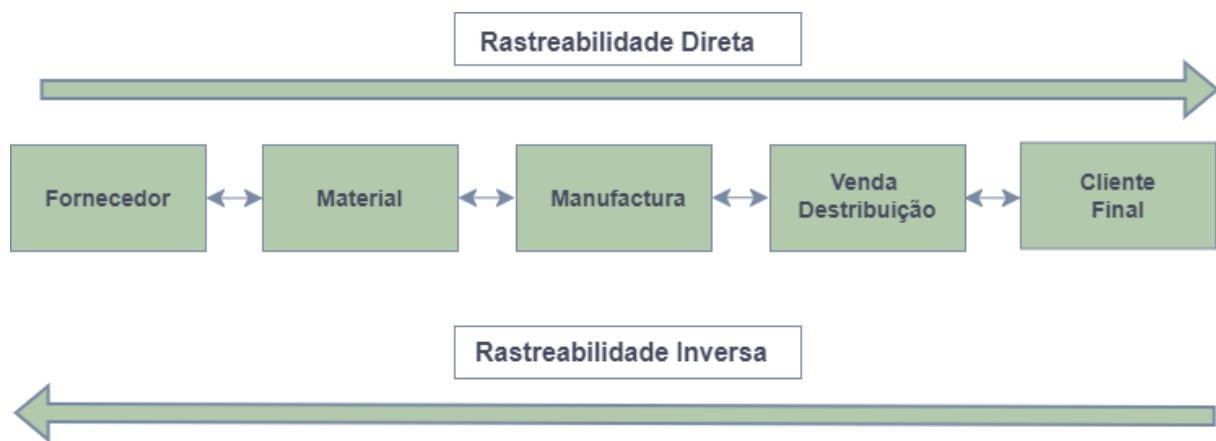 Rastreabilidade Direta
Fornecedor
Material
Manufactura
Venda
Destribuição
Cliente
Final
Rastreabilidade Inversa